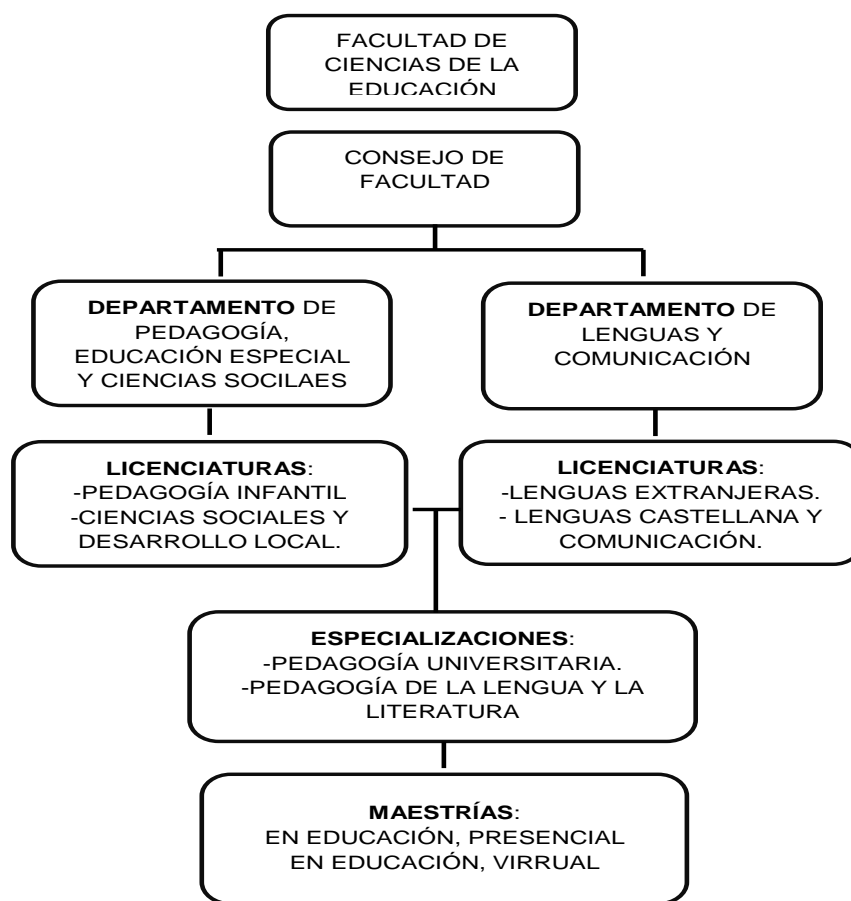 FACULTAD DE
CIENCIAS DE LA
EDUCACIÓN
CONSEJO DE
FACULTAD
DEPARTAMENTO DE
PEDAGOGÍA,
EDUCACIÓN ESPECIAL
Y CIENCIAS SOCILAES
DEPARTAMENTO DE
LENGUAS Y
COMUNICACIÓN
LICENCIATURAS:
-PEDAGOGÍA INFANTIL
-CIENCIAS SOCIALES Y
DESARROLLO LOCAL.
LICENCIATURAS:
-LENGUAS EXTRANJERAS.
- LENGUAS CASTELLANA Y
COMUNICACIÓN.
ESPECIALIZACIONES:
-PEDAGOGÍA UNIVERSITARIA.
-PEDAGOGÍA DE LA LENGUA Y LA
LITERATURA
MAESTRÍAS:
EN EDUCACIÓN, PRESENCIAL
EN EDUCACIÓN, VIRRUAL